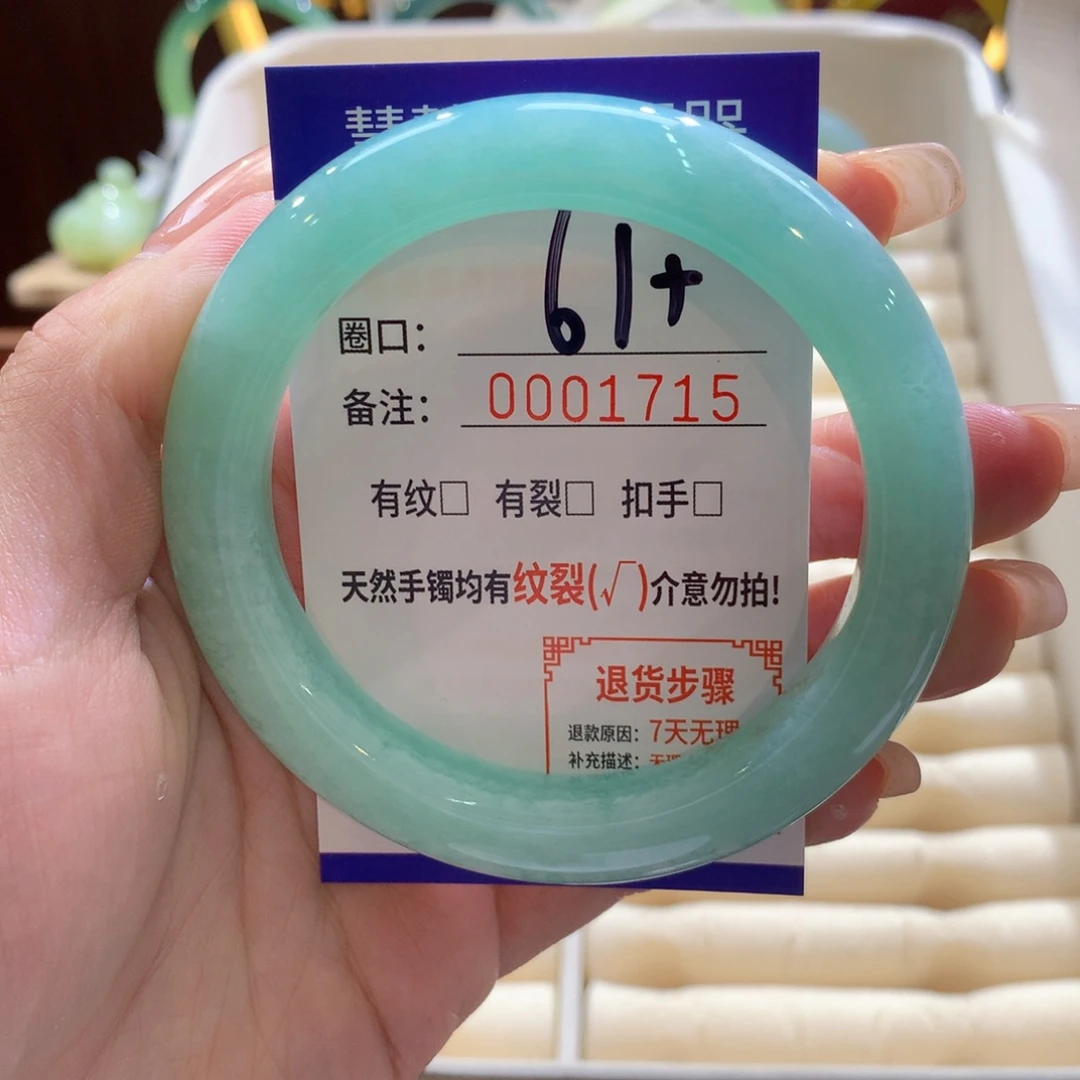 61+
圈口：
备注： 0001715
有纹□ 有裂□ 扣手□
天然手镯均有纹裂(√)介意勿拍!
退货步骤
退款原因：7天无理
补充描述：